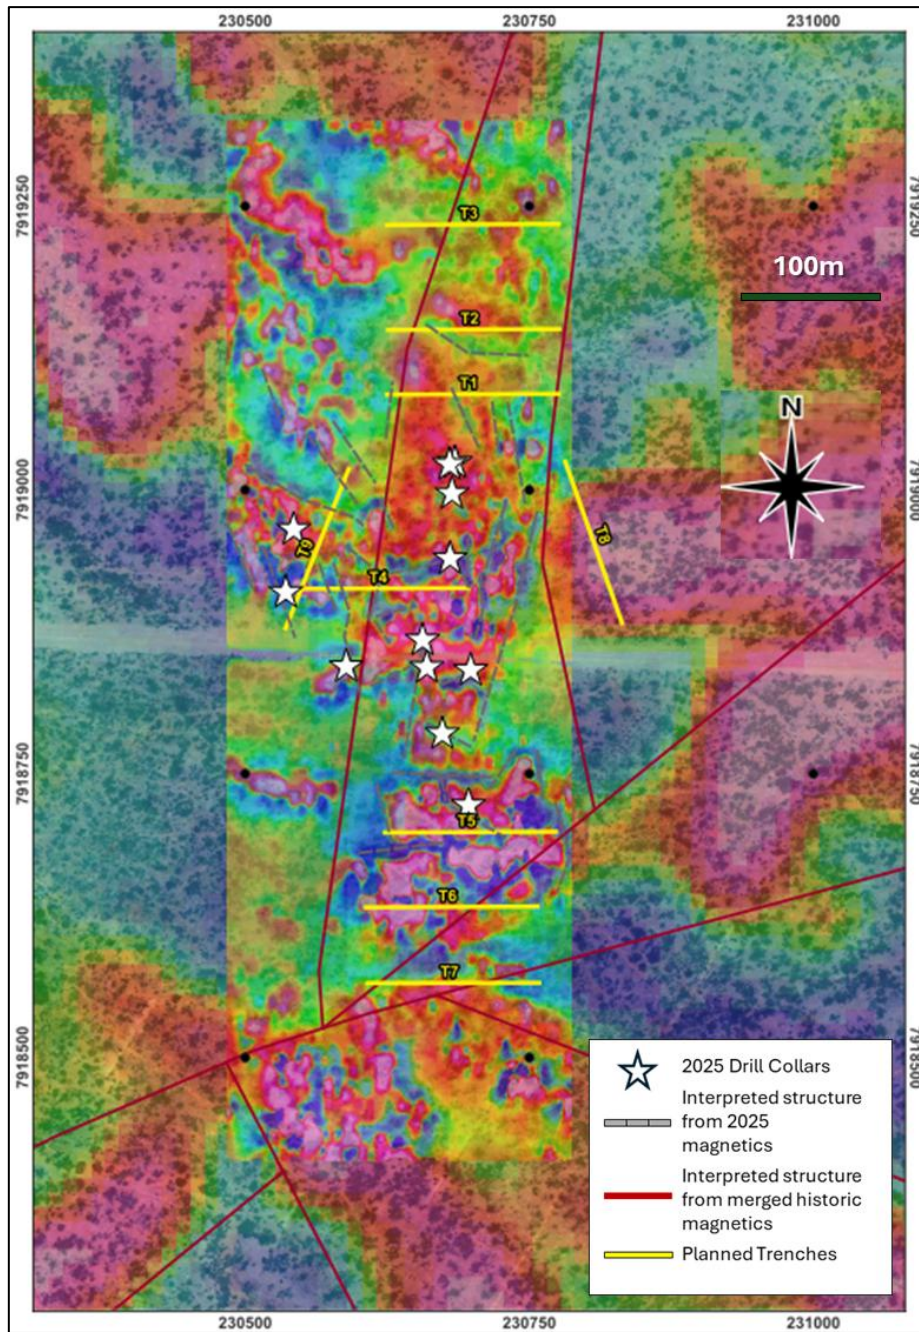 230500 230750 231000
7919250 7919250
T3
100m
T2
T1
N
7919000 7919000
T8
T9
T4
7918750 7918750
T5
T6
T7
7918500 7918500
2025 Drill Collars
Interpreted structure
from 2025
magnetics
Interpreted structure
from merged historic
magnetics
Planned Trenches
230500 230750 231000